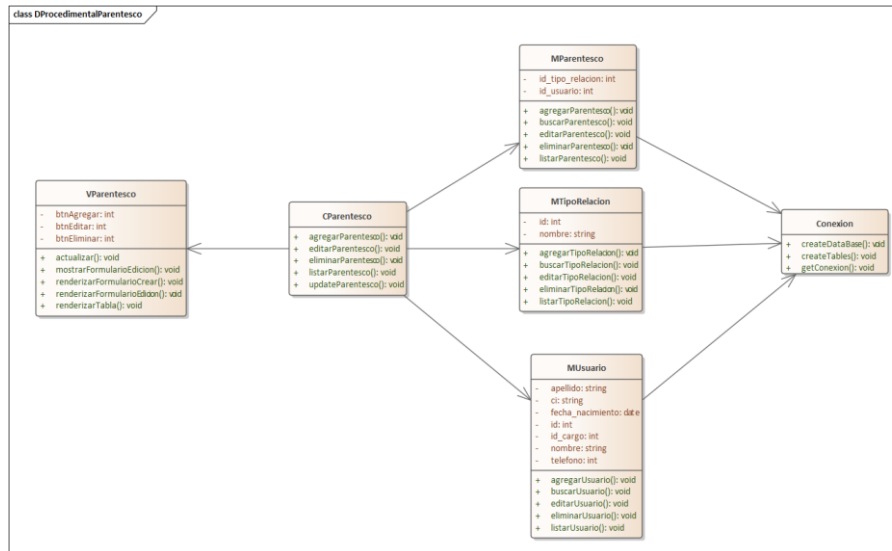 class DProcedimentalParentesco
MParentesco
- id_tipo_relacion: int
- id_usuario: int
+ agregarParentesco(): void
+ buscarParentesco(): void
+ editarParentesco(): void
+ eliminarParentesco(): void
+ listarParentesco(): void
VParentesco
- btnAgregar: int
- btnEditar: int
- btnEliminar: int
+ actualizar(): void
+ mostrarFormularioEdicion(): void
+ renderizarFormularioCrear(): void
+ renderizarFormularioEdicion(): void
+ renderizarTabla(): void
CParentesco
+ agregarParentesco(): void
+ editarParentesco(): void
+ eliminarParentesco(): void
+ listarParentesco(): void
+ updateParentesco(): void
MTipoRelacion
- id: int
- nombre: string
+ agregarTipoRelacion(): void
+ buscarTipoRelacion(): void
+ editarTipoRelacion(): void
+ eliminarTipoRelacion(): void
+ listarTipoRelacion(): void
Conexion
+ createDataBase(): void
+ createTables(): void
+ getConexion(): void
MUsuario
- apellido: string
- ci: string
- fecha_nacimiento: date
- id: int
- id_cargo: int
- nombre: string
- telefono: int
+ agregarUsuario(): void
+ buscarUsuario(): void
+ editarUsuario(): void
+ eliminarUsuario(): void
+ listarUsuario(): void